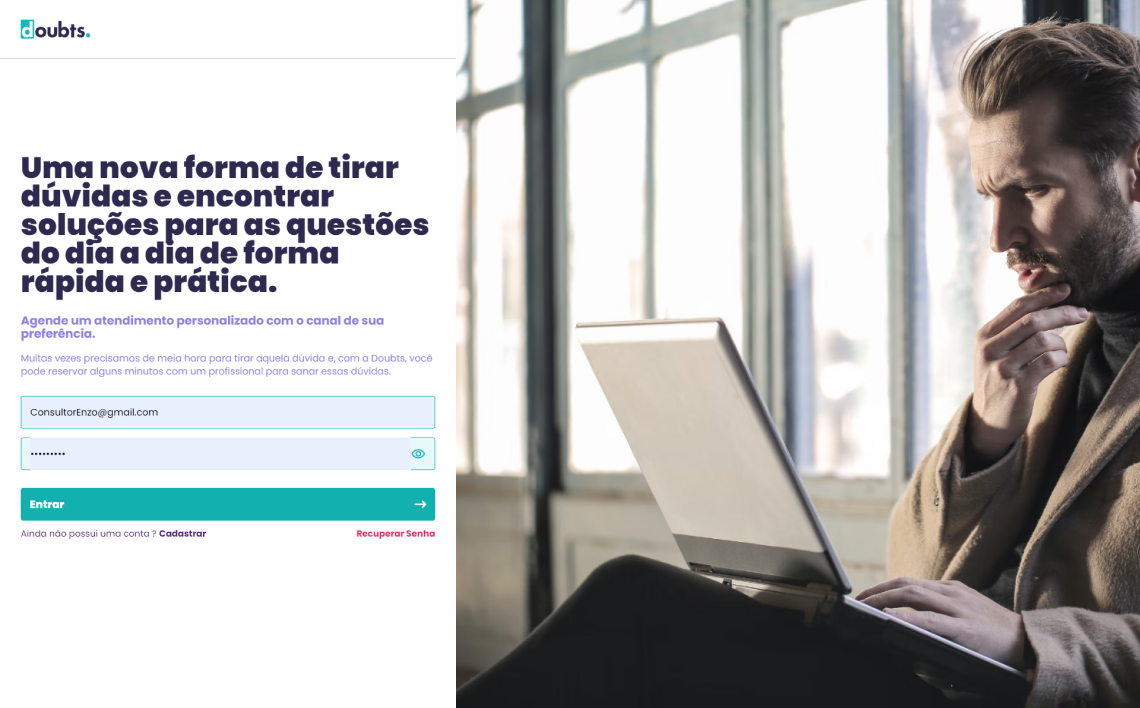 doubts.
Uma nova forma de tirar
dúvidas e encontrar
soluções para as questões
do dia a dia de forma
rápida e prática.
Agende um atendimento personalizado com o canal de sua
preferência.
Muitas vezes precisamos de meia hora para tirar aquela dúvida e, com a Doubts, você
pode reservar alguns minutos com um profissional para sanar essas dúvidas.
ConsultorEnzo@gmail.com
•••••••••
Entrar →
Ainda não possui uma conta ? Cadastrar Recuperar Senha